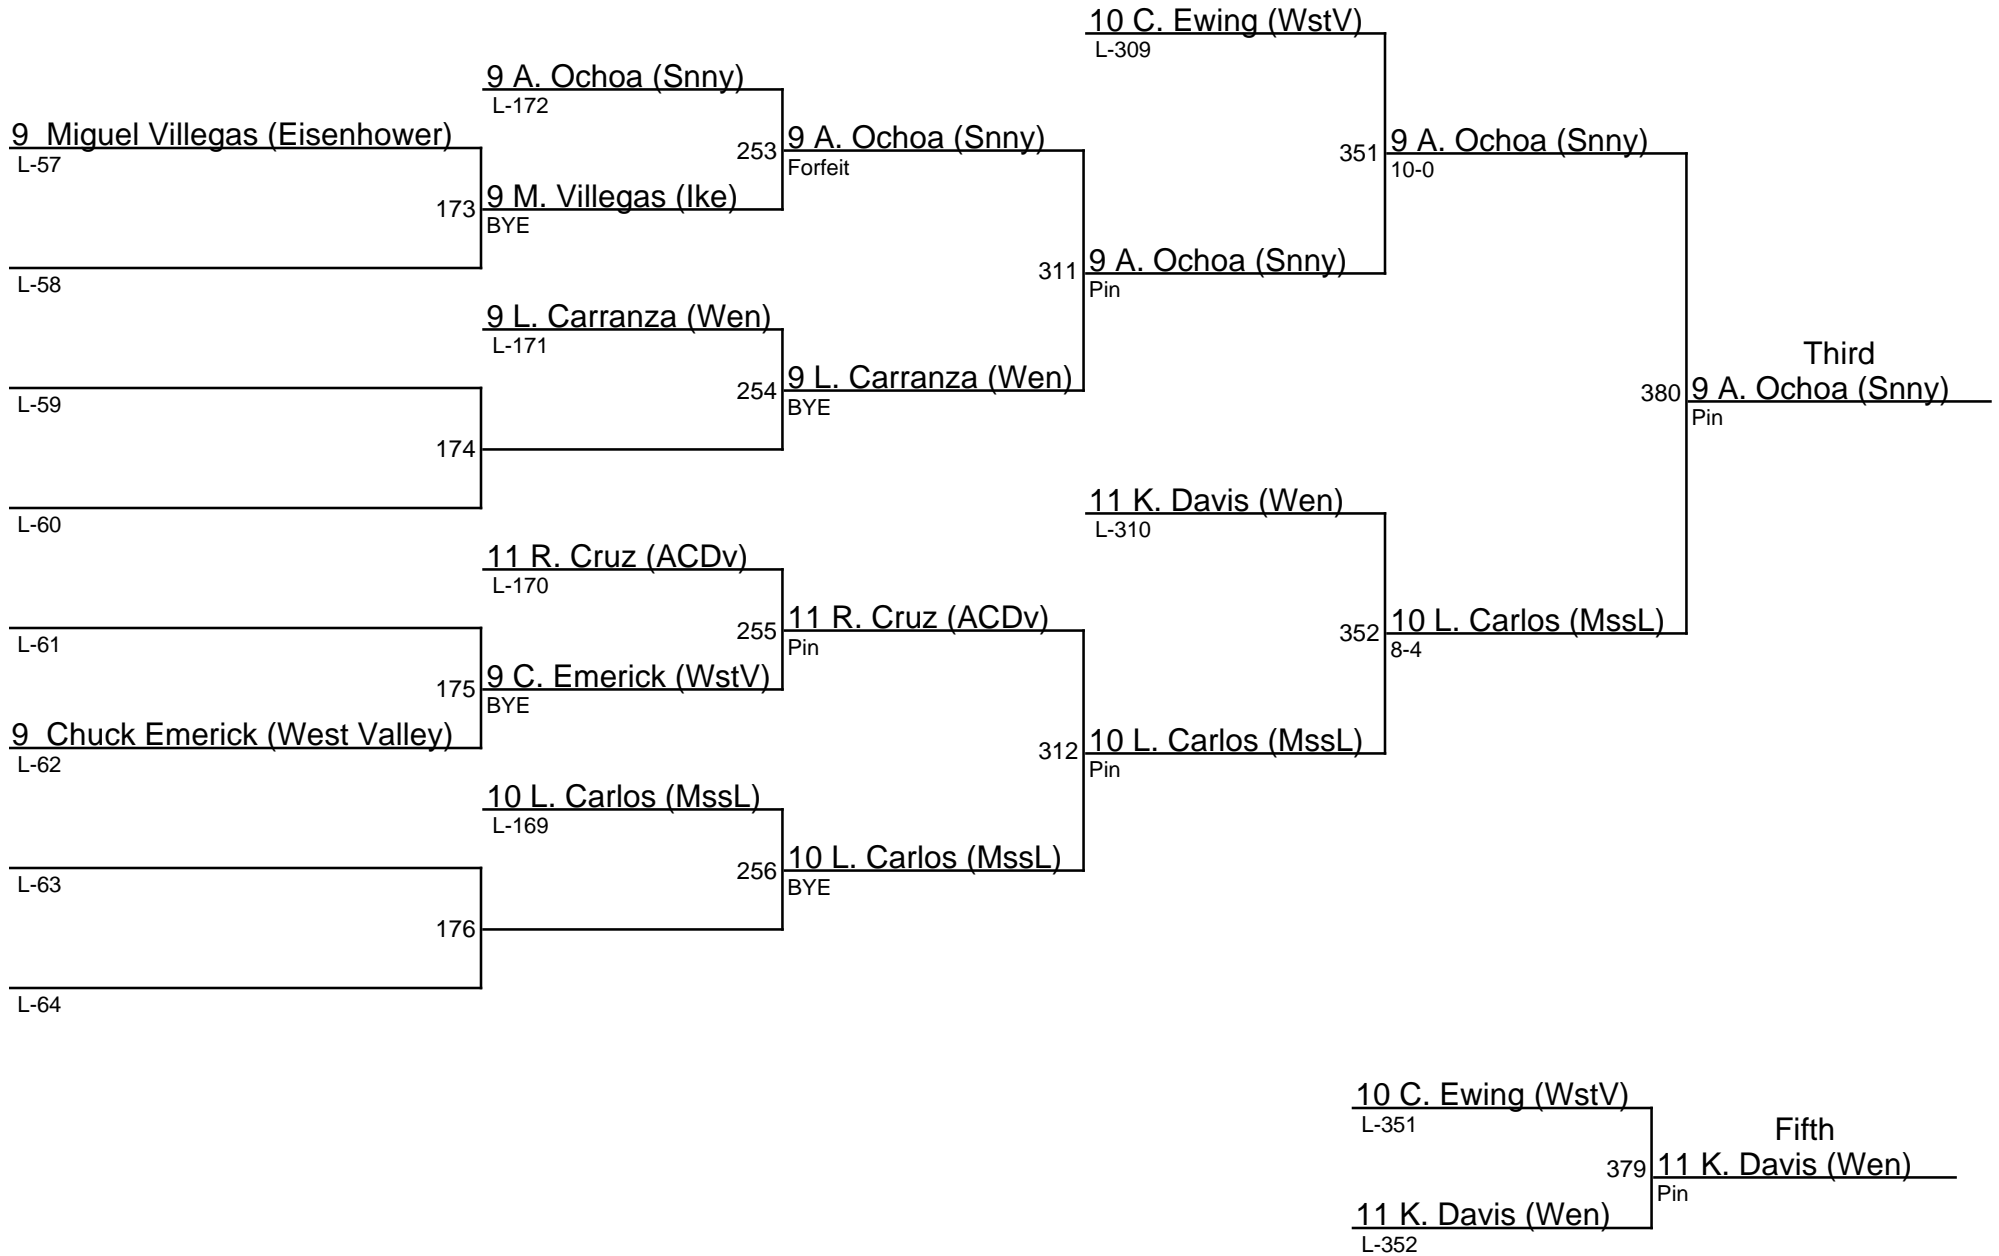 10 C. Ewing (WstV)
L-309
9 A. Ochoa (Snny)
L-172
9  Miguel Villegas (Eisenhower)
L-57
253
9 A. Ochoa (Snny)
Forfeit
351
9 A. Ochoa (Snny)
10-0
173
9 M. Villegas (Ike)
BYE
L-58
311
9 A. Ochoa (Snny)
Pin
9 L. Carranza (Wen)
L-171
254
9 L. Carranza (Wen)
BYE
Third
380
9 A. Ochoa (Snny)
Pin
L-59
174
L-60
11 K. Davis (Wen)
L-310
11 R. Cruz (ACDv)
L-170
255
11 R. Cruz (ACDv)
Pin
352
10 L. Carlos (MssL)
8-4
L-61
175
9 C. Emerick (WstV)
BYE
9  Chuck Emerick (West Valley)
L-62
312
10 L. Carlos (MssL)
Pin
10 L. Carlos (MssL)
L-169
256
10 L. Carlos (MssL)
BYE
L-63
176
L-64
10 C. Ewing (WstV)
L-351
Fifth
379
11 K. Davis (Wen)
Pin
11 K. Davis (Wen)
L-352